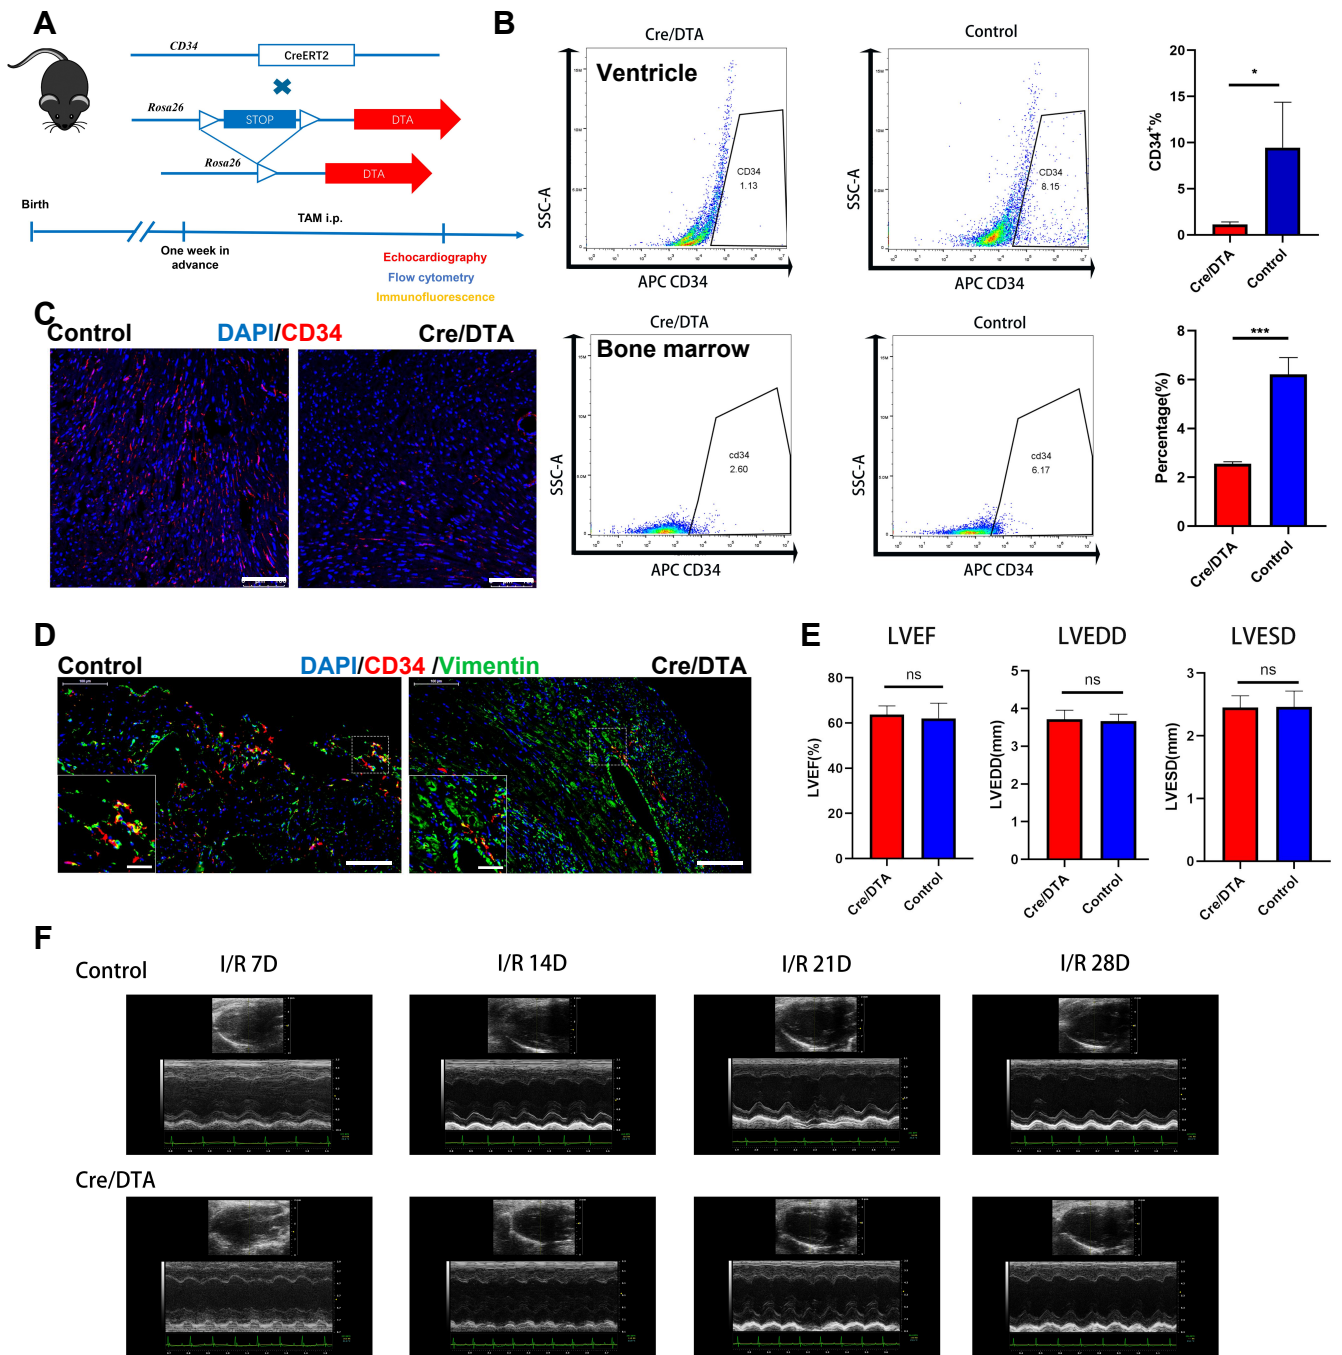 A
CD34
CreERT2
Rosa26
STOP
DTA
Rosa26
DTA
Birth
TAM i.p.
One week in
advance
Echocardiography
Flow cytometry
Immunofluorescence
B
Cre/DTA
Ventricle
CD34
1.13
SSC-A
APC CD34
Control
CD34
8.15
SSC-A
APC CD34
20
15
10
5
0
CD34+%
*
Cre/DTA
Control
Cre/DTA
Bone marrow
cd34
2.60
SSC-A
APC CD34
Control
cd34
6.17
SSC-A
APC CD34
8
6
4
2
0
Percentage(%)
***
Cre/DTA
Control
C
Control
DAPI/CD34
Cre/DTA
D
Control
DAPI/CD34 /Vimentin
Cre/DTA
E
LVEF
80
60
40
20
0
LVEF(%)
ns
Cre/DTA
Control
LVEDD
5
4
3
2
1
0
LVEDD(mm)
ns
Cre/DTA
Control
LVESD
3
2
1
0
LVESD(mm)
ns
Cre/DTA
Control
F
Control
I/R 7D
I/R 14D
I/R 21D
I/R 28D
Cre/DTA